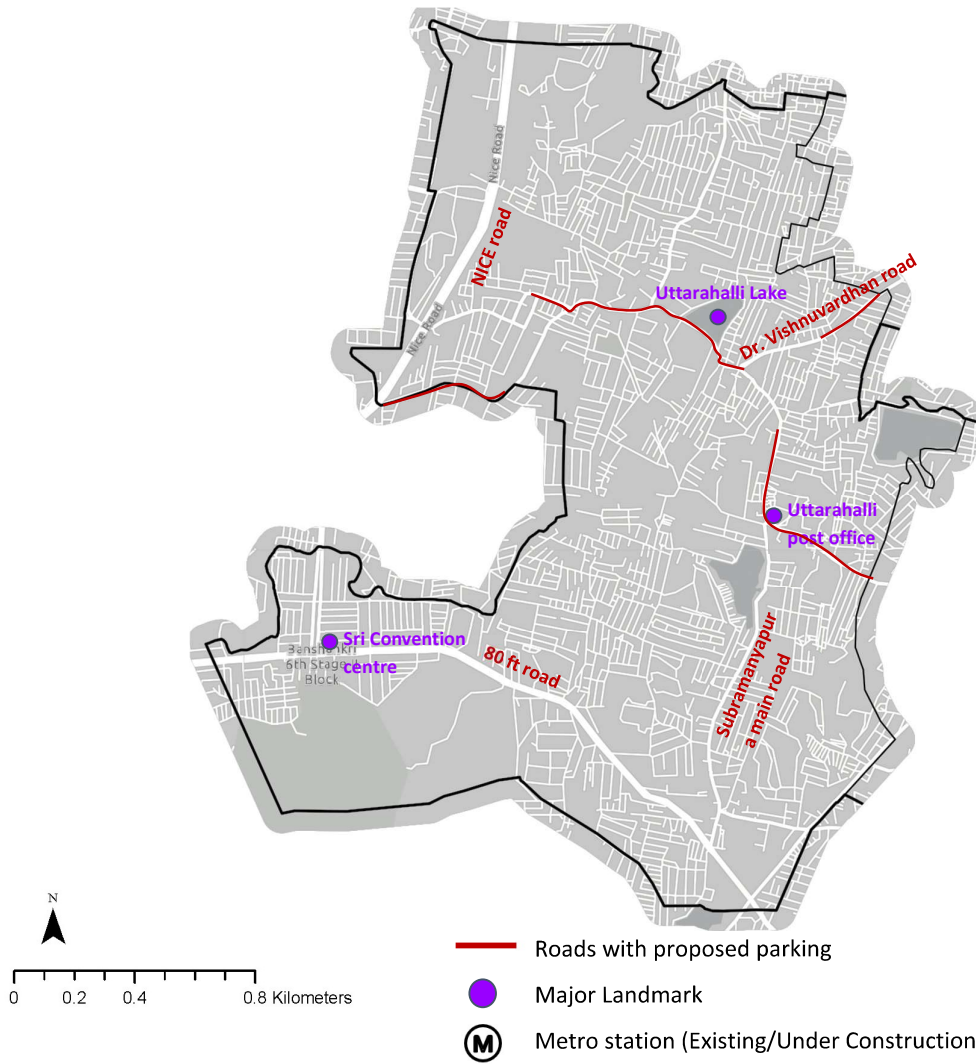 Nice Road
NICE road
Nice Road
Uttarahalli Lake
Dr. Vishnuvardhan road
Uttarahalli
post office
Sri Convention
centre
6th Stage
Block
80 ft road
Subramanyapur
a main road
N
0 0.2 0.4 0.8 Kilometers
Roads with proposed parking
Major Landmark
M
Metro station (Existing/Under Construction